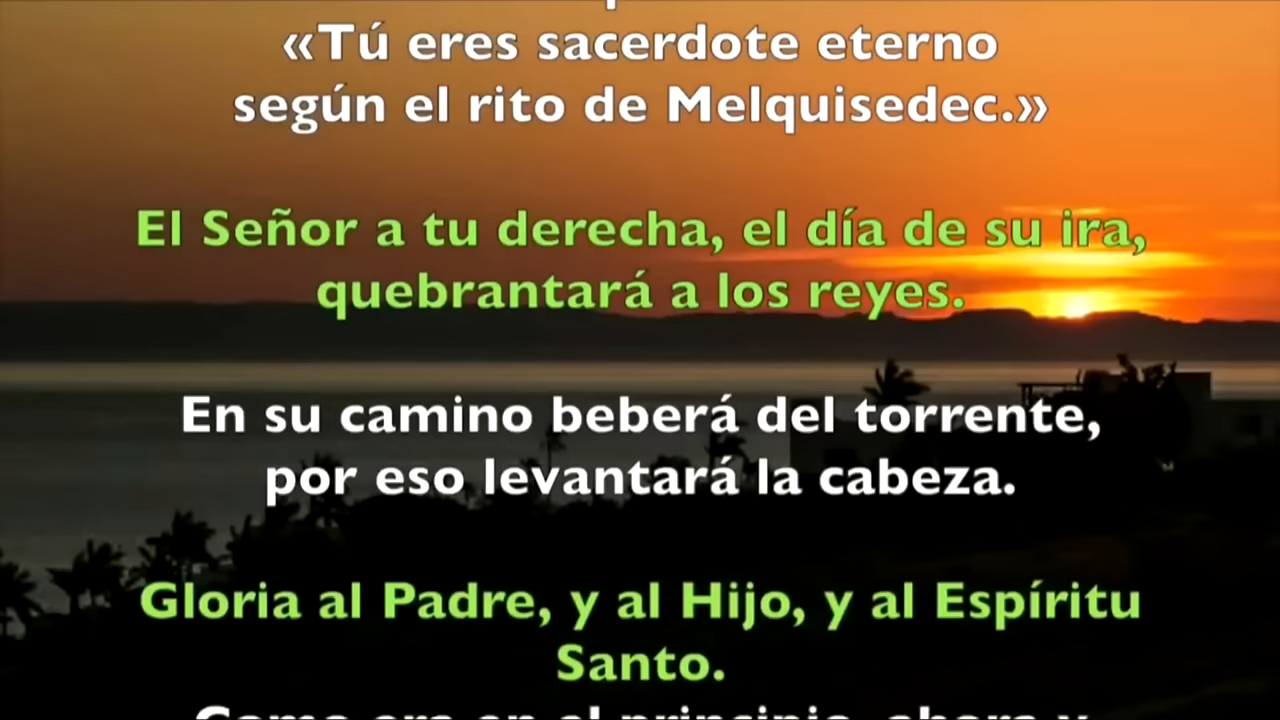 «Tú eres sacerdote eterno
según el rito de Melquisedec.»
El Señor a tu derecha, el día de su ira,
quebrantará a los reyes.
En su camino beberá del torrente,
por eso levantará la cabeza.
Gloria al Padre, y al Hijo, y al Espíritu
Santo.
Como era en el principio, ahora y